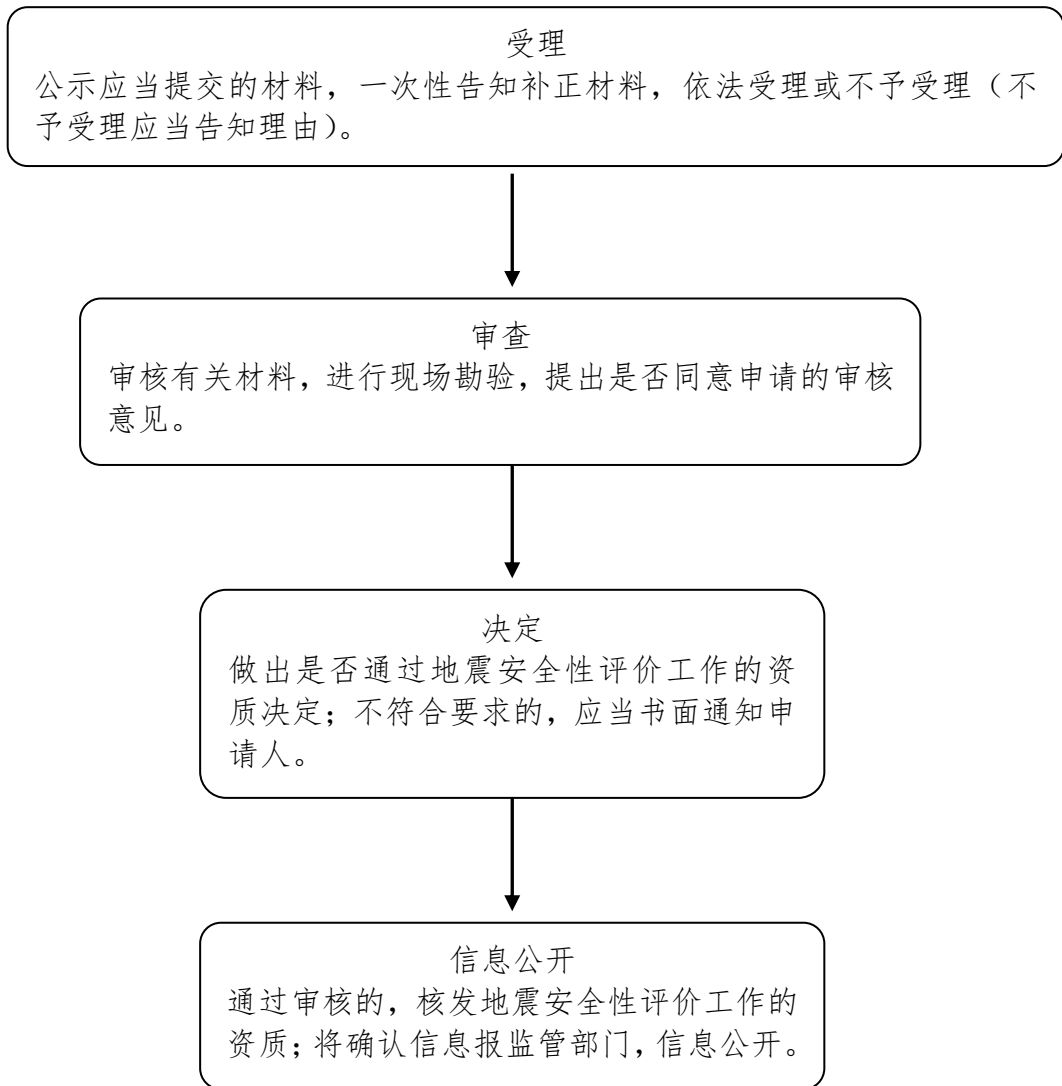 受理
公示应当提交的材料，一次性告知补正材料，依法受理或不予受理（不
予受理应当告知理由）。
审查
审核有关材料，进行现场勘验，提出是否同意申请的审核
意见。
决定
做出是否通过地震安全性评价工作的资
质决定；不符合要求的，应当书面通知申
请人。
信息公开
通过审核的，核发地震安全性评价工作的
资质；将确认信息报监管部门，信息公开。